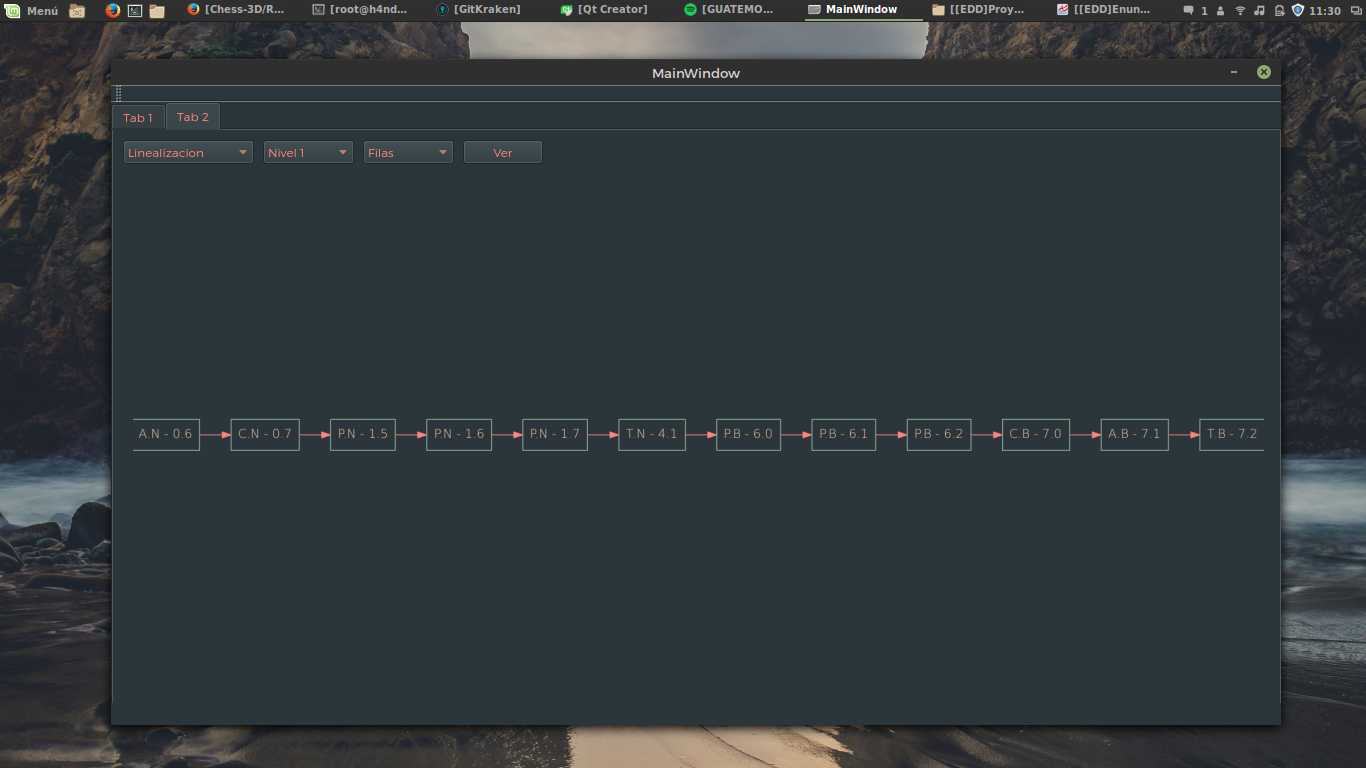 Menú [Chess-3D/R... [root@h4nd... [GitKraken] [Qt Creator] [GUATEMO... MainWindow [[EDD]Proy... [[EDD]Enun... 1 11:30
MainWindow
Tab 1 Tab 2
Linealizacion Nivel 1 Filas Ver
A.N - 0.6 C.N - 0.7 P.N - 1.5 P.N - 1.6 P.N - 1.7 T.N - 4.1 P.B - 6.0 P.B - 6.1 P.B - 6.2 C.B - 7.0 A.B - 7.1 T.B - 7.2